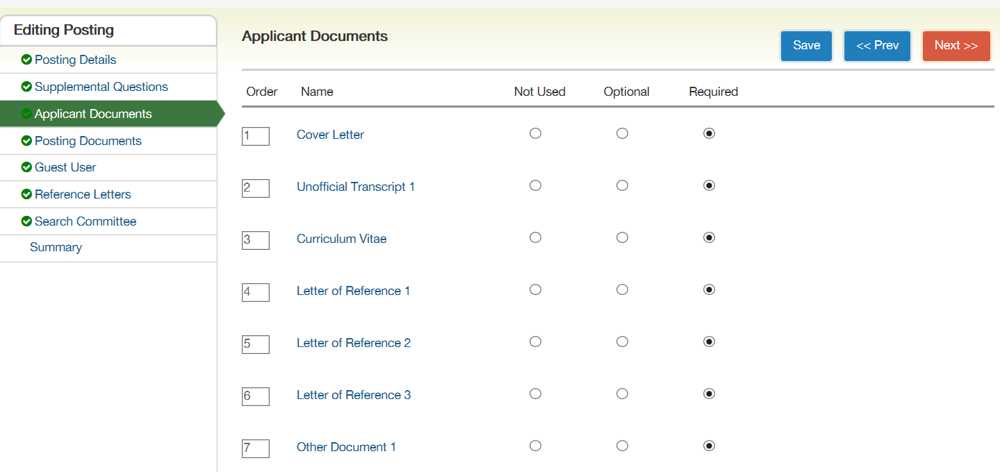 Editing Posting
Posting Details
Supplemental Questions
Applicant Documents
Posting Documents
Guest User
Reference Letters
Search Committee
Summary
Applicant Documents
Save << Prev Next >>
Order Name Not Used Optional Required
1 Cover Letter
2 Unofficial Transcript 1
3 Curriculum Vitae
4 Letter of Reference 1
5 Letter of Reference 2
6 Letter of Reference 3
7 Other Document 1